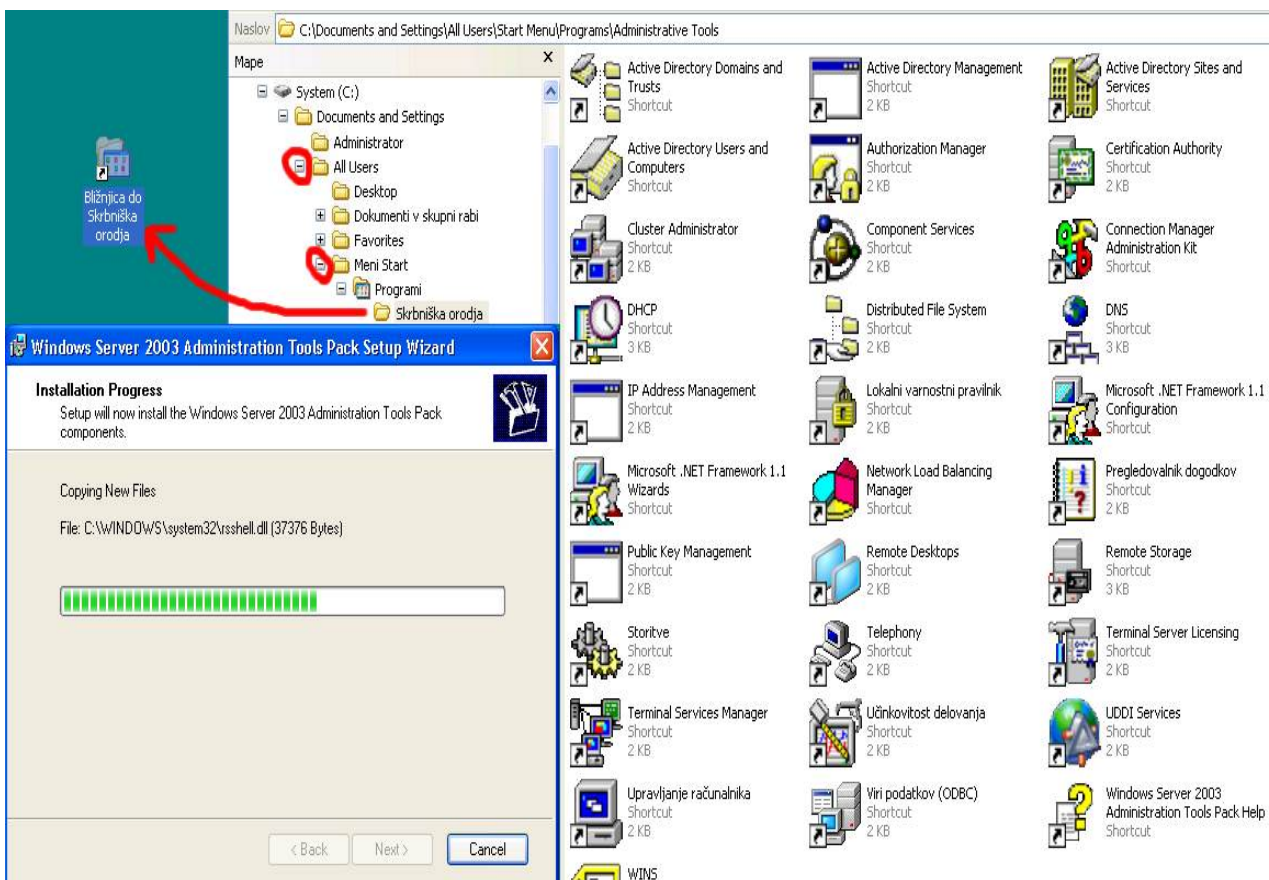 Naslov C:\Documents and Settings\All Users\Start Menu\Programs\Administrative Tools
Mape
System (C:)
Documents and Settings
Administrator
All Users
Desktop
Dokumenti v skupni rabi
Favorites
Meni Start
Programi
Skrbniška orodja
Bližnjica do
Skrbniška
orodja
Windows Server 2003 Administration Tools Pack Setup Wizard
Installation Progress
Setup will now install the Windows Server 2003 Administration Tools Pack
components.
Copying New Files
File: C:\WINDOWS\system32\rsshell.dll (37376 Bytes)
< Back
Next >
Cancel
Active Directory Domains and
Trusts
Shortcut
Active Directory Management
Shortcut
2 KB
Active Directory Sites and
Services
Shortcut
Active Directory Users and
Computers
Shortcut
Authorization Manager
Shortcut
2 KB
Certification Authority
Shortcut
2 KB
Cluster Administrator
Shortcut
2 KB
Component Services
Shortcut
2 KB
Connection Manager
Administration Kit
Shortcut
DHCP
Shortcut
3 KB
Distributed File System
Shortcut
2 KB
DNS
Shortcut
3 KB
IP Address Management
Shortcut
2 KB
Lokalni varnostni pravilnik
Shortcut
2 KB
Microsoft .NET Framework 1.1
Configuration
Shortcut
Microsoft .NET Framework 1.1
Wizards
Shortcut
Network Load Balancing
Manager
Shortcut
Pregledovalnik dogodkov
Shortcut
2 KB
Public Key Management
Shortcut
2 KB
Remote Desktops
Shortcut
2 KB
Remote Storage
Shortcut
3 KB
Storitve
Shortcut
2 KB
Telephony
Shortcut
2 KB
Terminal Server Licensing
Shortcut
2 KB
Terminal Services Manager
Shortcut
2 KB
Učinkovitost delovanja
Shortcut
2 KB
UDDI Services
Shortcut
2 KB
Upravljanje računalnika
Shortcut
2 KB
Viri podatkov (ODBC)
Shortcut
2 KB
Windows Server 2003
Administration Tools Pack Help
Shortcut
WINS